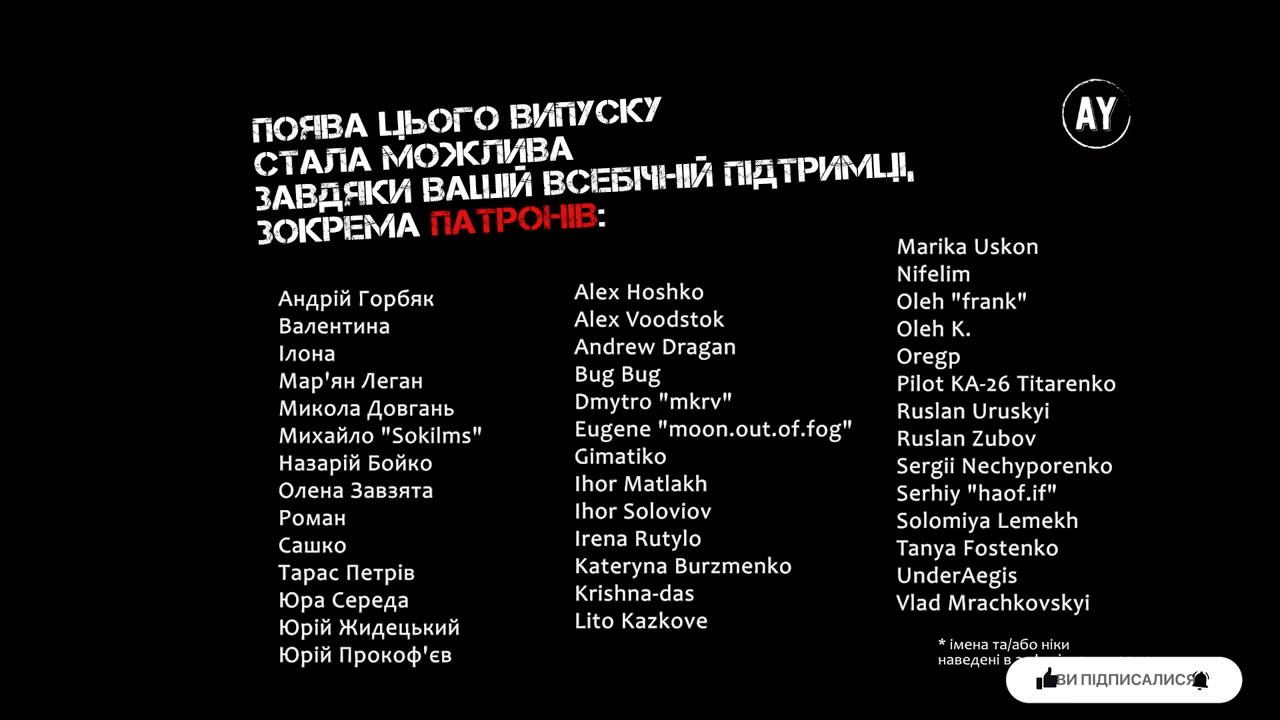 ПОЯВА ЦЬОГО ВИПУСКУ
СТАЛА МОЖЛИВА
ЗАВДЯКИ ВАШІЙ ВСЕБІЧНІЙ ПІДТРИМЦІ,
ЗОКРЕМА ПАТРОНІВ:
AY
Андрій Горбяк
Валентина
Ілона
Мар'ян Леган
Микола Довгань
Михайло "Sokilms"
Назарій Бойко
Олена Завзята
Роман
Сашко
Тарас Петрів
Юра Середа
Юрій Жидецький
Юрій Прокоф'єв
Alex Hoshko
Alex Voodstok
Andrew Dragan
Bug Bug
Dmytro "mkrv"
Eugene "moon.out.of.fog"
Gimatiko
Ihor Matlakh
Ihor Soloviov
Irena Rutylo
Kateryna Burzmenko
Krishna-das
Lito Kazkove
Marika Uskon
Nifelim
Oleh "frank"
Oleh K.
Oregp
Pilot KA-26 Titarenko
Ruslan Uruskyi
Ruslan Zubov
Sergii Nechyporenko
Serhiy "haof.if"
Solomiya Lemekh
Tanya Fostenko
UnderAegis
Vlad Mrachkovskyi
* імена та/або ніки
наведені в
ВИ ПІДПИСАЛИСЯ